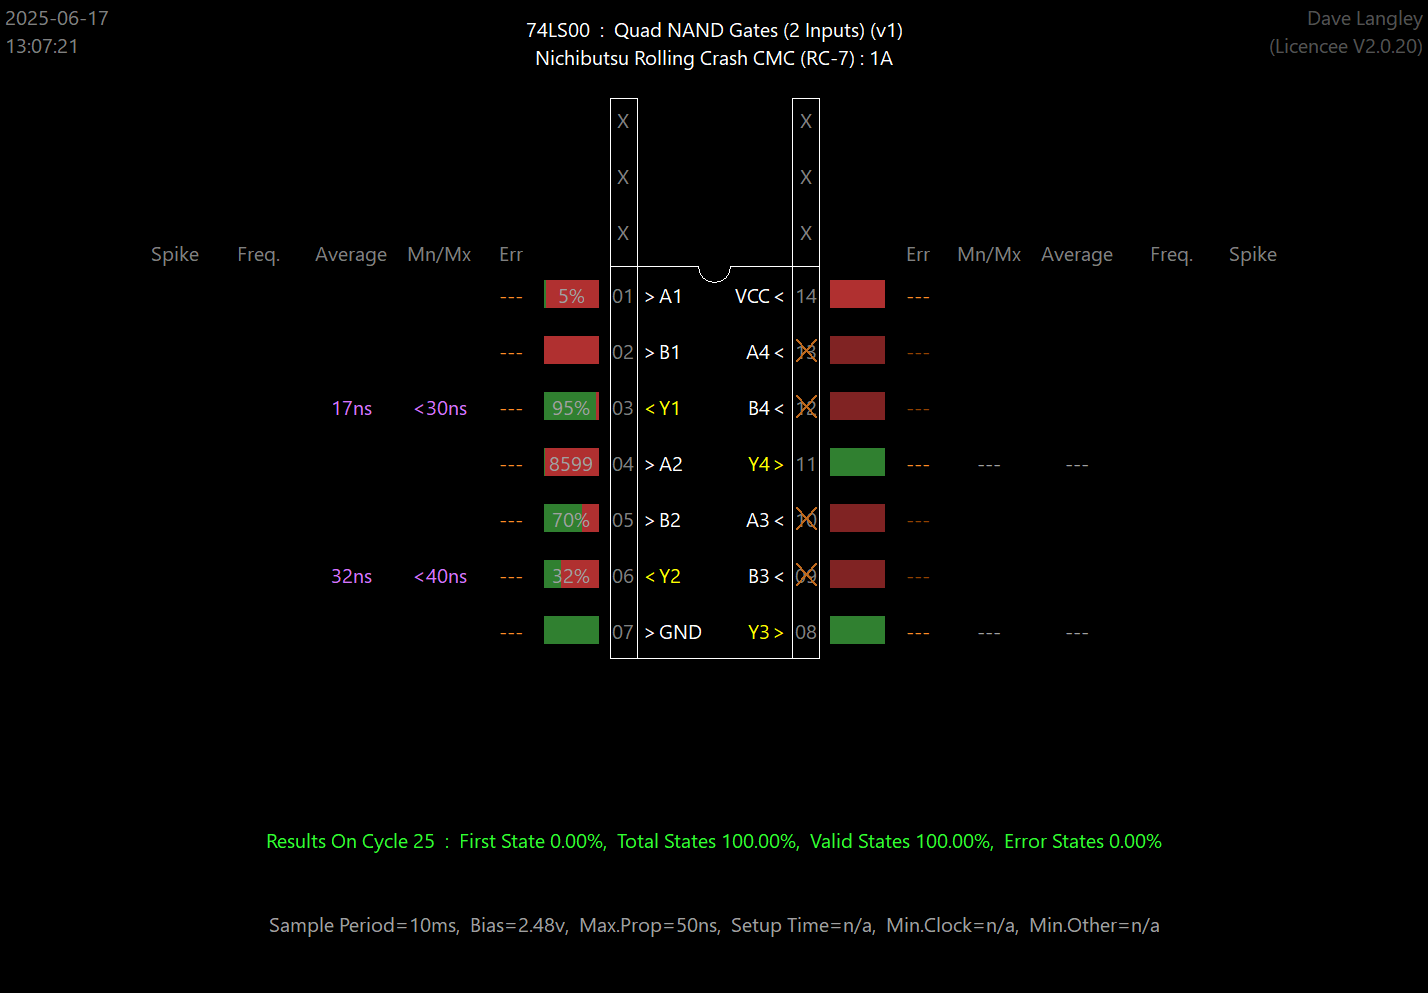 2025-06-17
13:07:21
74LS00 : Quad NAND Gates (2 Inputs) (v1)
Nichibutsu Rolling Crash CMC (RC-7) : 1A
Dave Langley
(Licencee V2.0.20)
X X
X X
X X
Spike Freq. Average Mn/Mx Err Err Mn/Mx Average Freq. Spike
--- 5% 01 > A1 VCC < 14 ---
--- 02 > B1 A4 < 13 ---
17ns <30ns --- 95% 03 < Y1 B4 < 12 ---
--- 8599 04 > A2 Y4 > 11 --- --- ---
--- 70% 05 > B2 A3 < 10 ---
32ns <40ns --- 32% 06 < Y2 B3 < 09 ---
--- 07 > GND Y3 > 08 --- --- ---
Results On Cycle 25 : First State 0.00%, Total States 100.00%, Valid States 100.00%, Error States 0.00%
Sample Period=10ms, Bias=2.48v, Max.Prop=50ns, Setup Time=n/a, Min.Clock=n/a, Min.Other=n/a